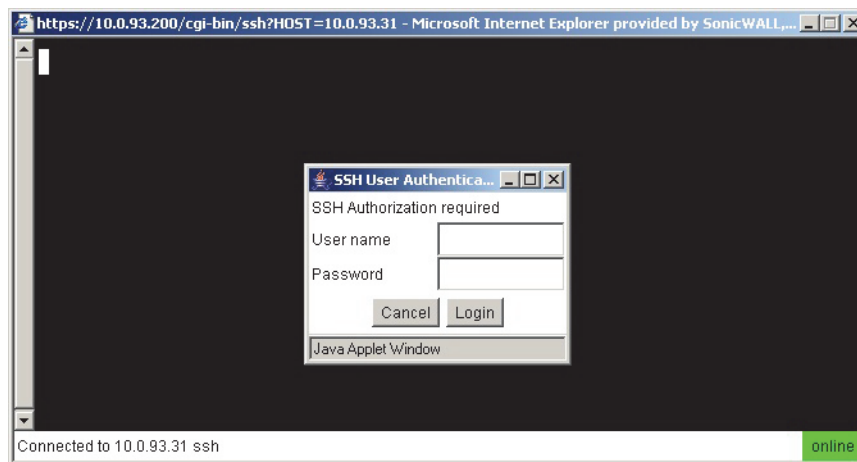 https://10.0.93.200/cgi-bin/ssh?HOST=10.0.93.31 - Microsoft Internet Explorer provided by SonicWALL,...
SSH User Authentica...
SSH Authorization required
User name
Password
Cancel Login
Java Applet Window
Connected to 10.0.93.31 ssh online